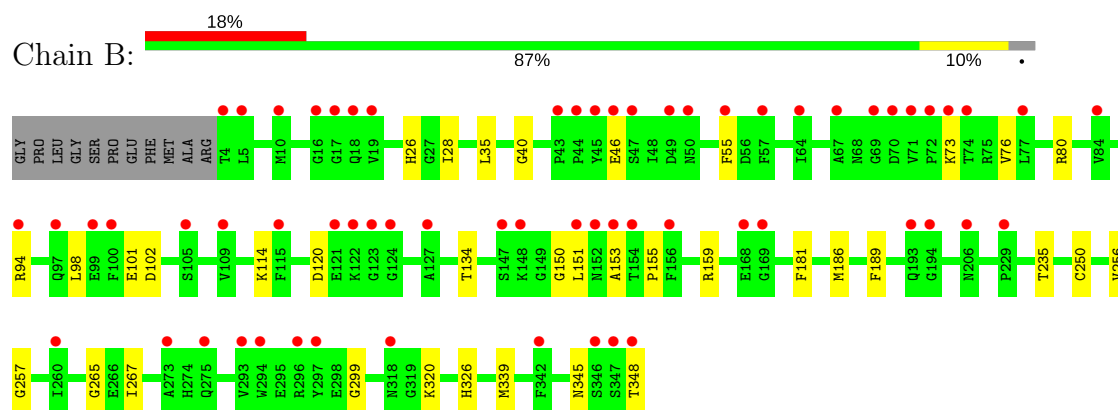 18%
Chain B:
87% 10% •
GLY PRO LEU GLY SER PRO GLU PHE MET ALA ARG T4 L5 M10 G16 G17 Q18 V19 H26 G27 I28 L35 G40 P43 P44 Y45 E46 S47 I48 D49 N50 F55 D56 F57 I64 A67 N68 G69 D70 V71 P72 K73 T74 R75 V76 L77 R80 V84
R94 Q97 L98 E99 F100 E101 D102 S105 V109 K114 F115 D120 E121 K122 G123 G124 A127 T134 S147 K148 G149 G150 L151 N152 A153 T154 P155 F156 R159 E168 G169 F181 M186 F189 Q193 G194 N206 P229 T235 C250 V256
G257 I260 G265 E266 I267 A273 H274 Q275 V293 W294 E295 R296 Y297 E298 G299 N318 G319 K320 H326 M339 F342 N345 S346 S347 T348